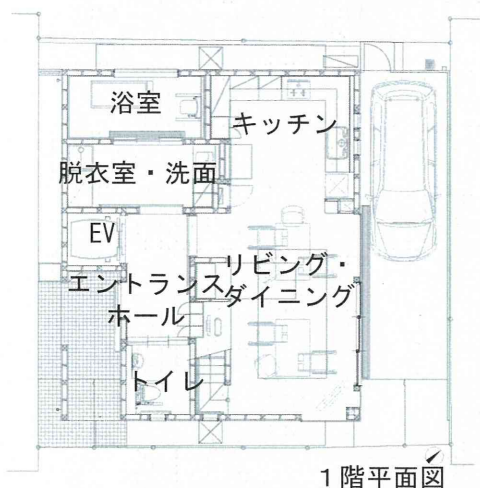 浴室
キッチン
脱衣室・洗面
EV
リビング・
ダイニング
エントランス
ホール
トイレ
1階平面図